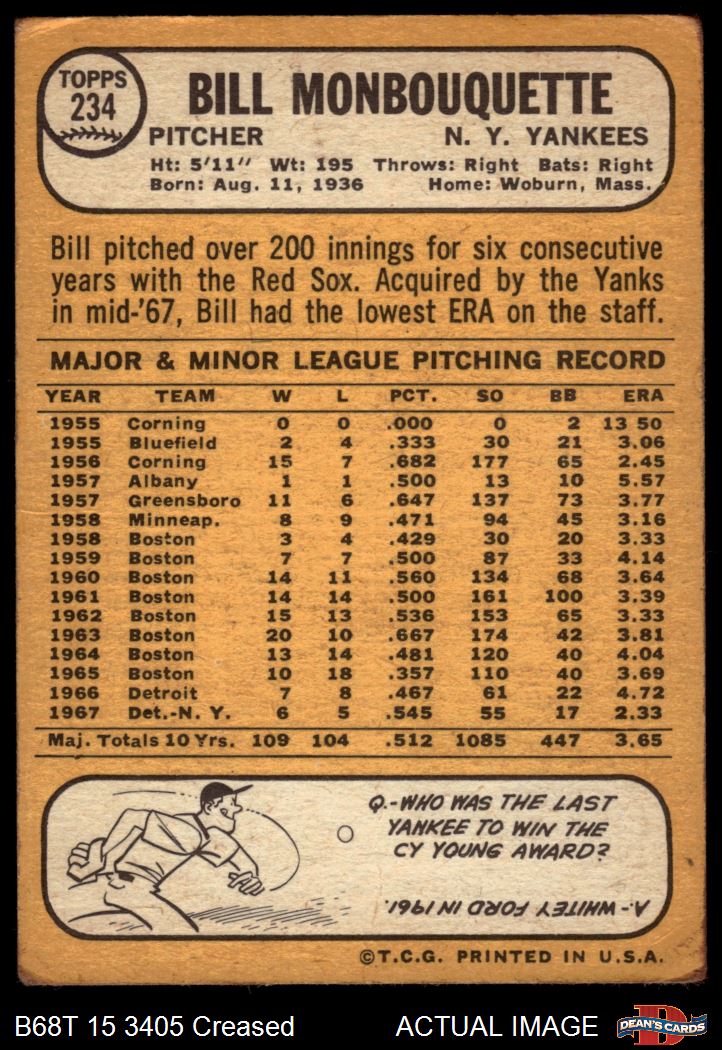 TOPPS
234
BILL MONBOUQUETTE
PITCHER N. Y. YANKEES
Ht: 5'11" Wt: 195 Throws: Right Bats: Right
Born: Aug. 11, 1936 Home: Woburn, Mass.
Bill pitched over 200 innings for six consecutive
years with the Red Sox. Acquired by the Yanks
in mid-'67, Bill had the lowest ERA on the staff.
MAJOR & MINOR LEAGUE PITCHING RECORD
YEAR TEAM W L PCT. SO BB ERA
1955 Corning 0 0 .000 0 2 13 50
1955 Bluefield 2 4 .333 30 21 3.06
1956 Corning 15 7 .682 177 65 2.45
1957 Albany 1 1 .500 13 10 5.57
1957 Greensboro 11 6 .647 137 73 3.77
1958 Minneap. 8 9 .471 94 45 3.16
1958 Boston 3 4 .429 30 20 3.33
1959 Boston 7 7 .500 87 33 4.14
1960 Boston 14 11 .560 134 68 3.64
1961 Boston 14 14 .500 161 100 3.39
1962 Boston 15 13 .536 153 65 3.33
1963 Boston 20 10 .667 174 42 3.81
1964 Boston 13 14 .481 120 40 4.04
1965 Boston 10 18 .357 110 40 3.69
1966 Detroit 7 8 .467 61 22 4.72
1967 Det.-N. Y. 6 5 .545 55 17 2.33
Maj. Totals 10 Yrs. 109 104 .512 1085 447 3.65
Q.-WHO WAS THE LAST
YANKEE TO WIN THE
CY YOUNG AWARD?
A.-WHITEY FORD IN 1961.
©T.C.G. PRINTED IN U.S.A.
B68T 15 3405 Creased ACTUAL IMAGE
D
DEAN'S CARDS